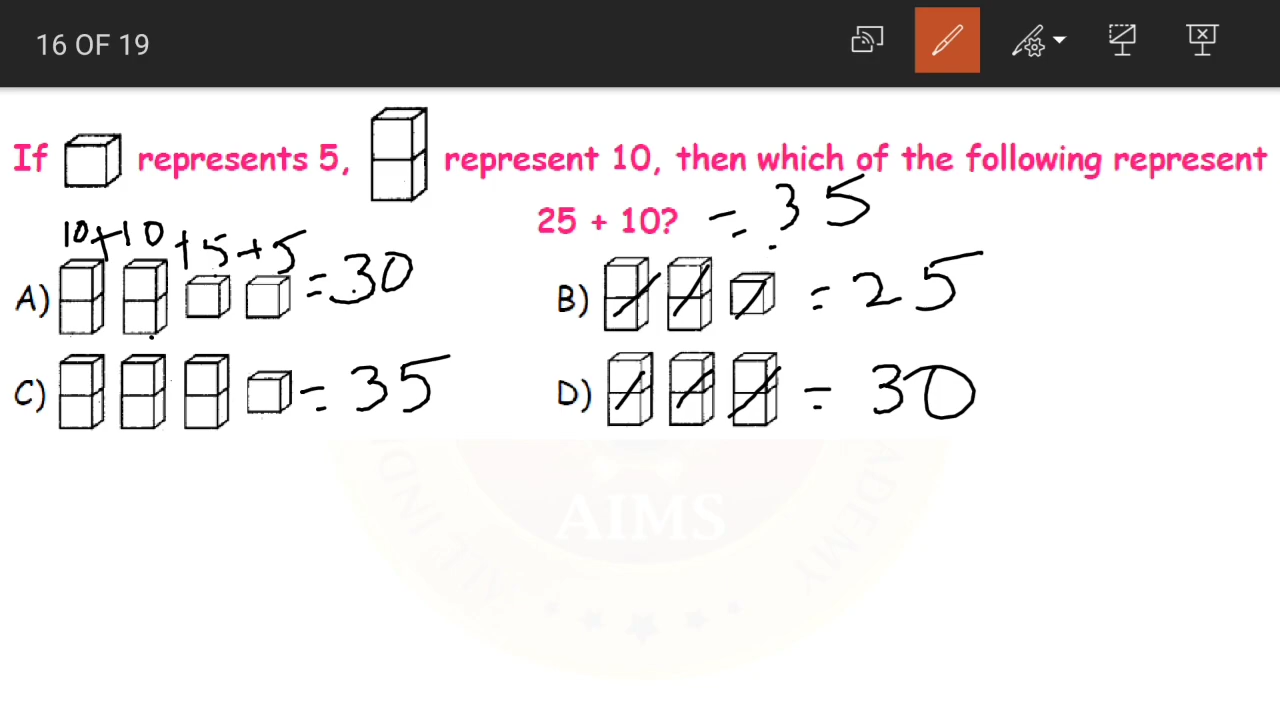 16 OF 19
If represents 5, represent 10, then which of the following represent
25 + 10? = 35
10+10+5+5
A) =30
B) = 25
C) = 35
D) = 30
AIMS